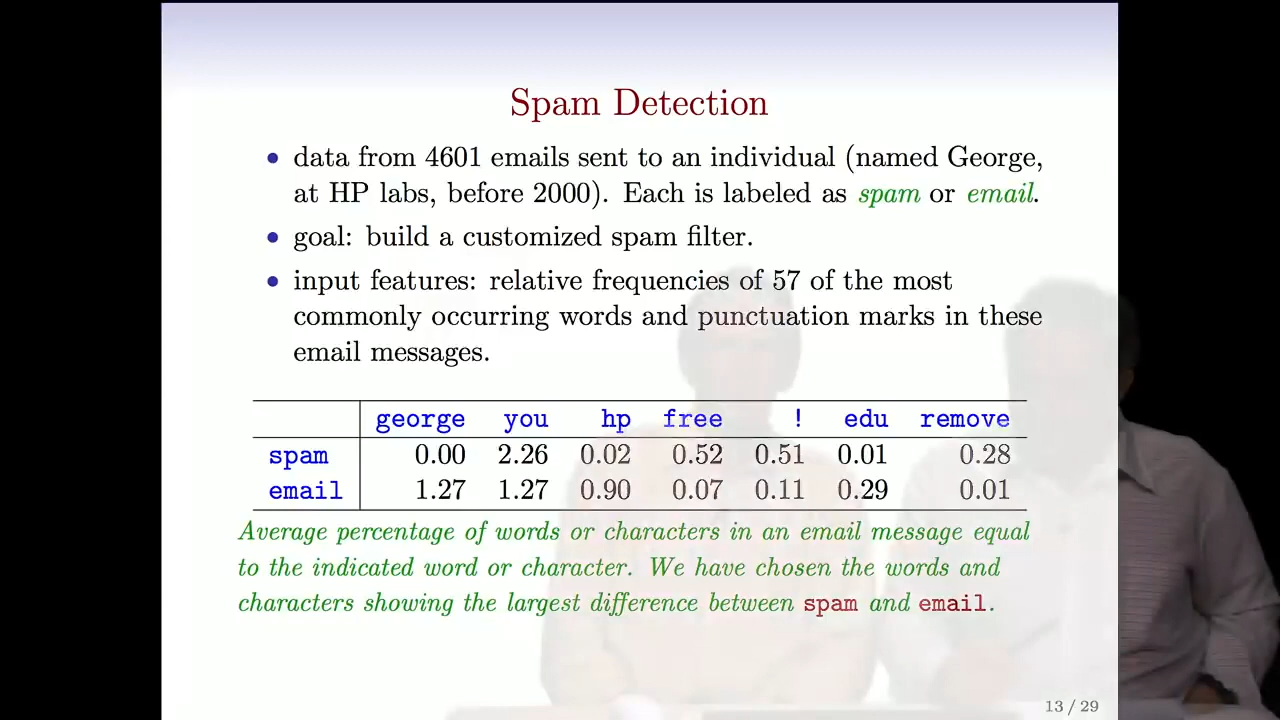 Spam Detection
• data from 4601 emails sent to an individual (named George,
at HP labs, before 2000). Each is labeled as spam or email.
• goal: build a customized spam filter.
• input features: relative frequencies of 57 of the most
commonly occurring words and punctuation marks in these
email messages.
george you hp free ! edu remove
spam 0.00 2.26 0.02 0.52 0.51 0.01 0.28
email 1.27 1.27 0.90 0.07 0.11 0.29 0.01
Average percentage of words or characters in an email message equal
to the indicated word or character. We have chosen the words and
characters showing the largest difference between spam and email.
13 / 29